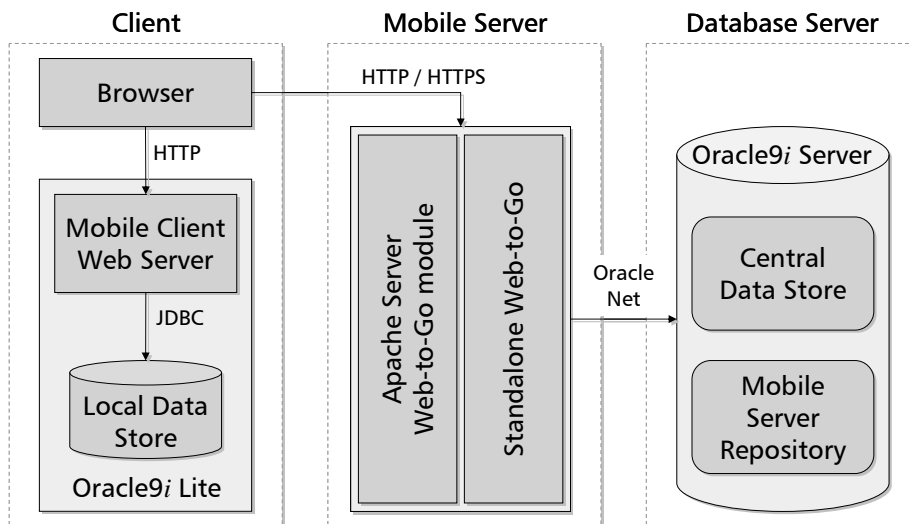 Client
Mobile Server
Database Server
Browser
HTTP / HTTPS
HTTP
Mobile Client
Web Server
JDBC
Local Data
Store
Oracle9i Lite
Apache Server
Web-to-Go module
Standalone Web-to-Go
Oracle
Net
Oracle9i Server
Central
Data Store
Mobile
Server
Repository